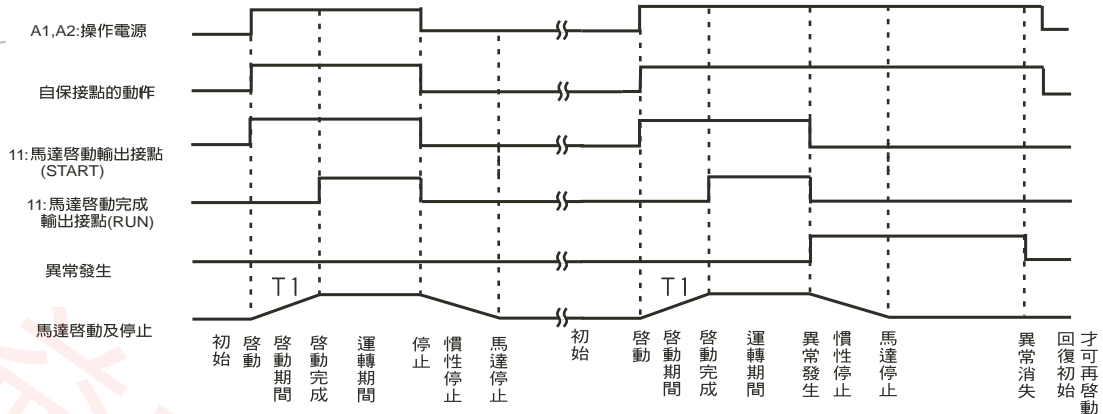 A1,A2:操作電源
自保接點的動作
11:馬達啓動輸出接點
(START)
11:馬達啓動完成
輸出接點(RUN)
異常發生
T1
T1
馬達啓動及停止
初始
啓動
啓動期間
啓動完成
運轉期間
停止
慣性停止
馬達停止
初始
啓動
啓動期間
啓動完成
運轉期間
異常發生
慣性停止
馬達停止
異常消失
回復初始
才可再啓動